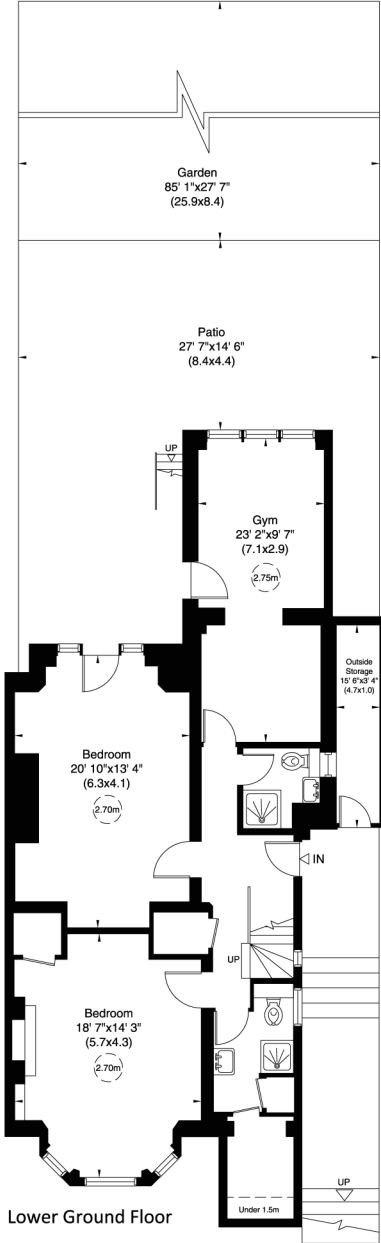 Garden
85' 1"x27' 7"
(25.9x8.4)
Patio
27' 7"x14' 6"
(8.4x4.4)
UP
Gym
23' 2"x9' 7"
(7.1x2.9)
2.75m
Outside
Storage
15' 6"x3' 4"
(4.7x1.0)
Bedroom
20' 10"x13' 4"
(6.3x4.1)
2.70m
IN
UP
Bedroom
18' 7"x14' 3"
(5.7x4.3)
2.70m
UP
Under 1.5m
Lower Ground Floor